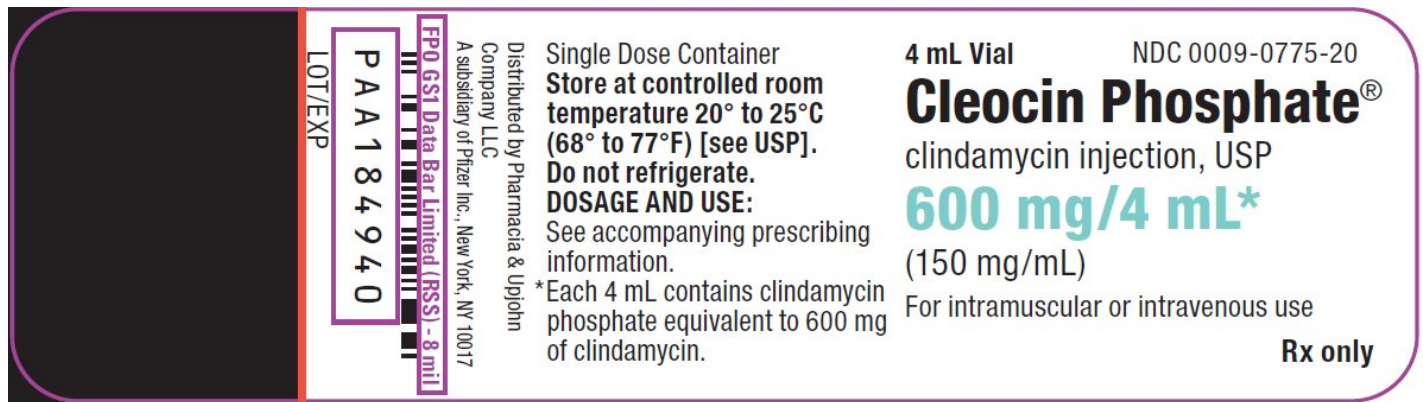 LOT/EXP
PAA184940
FPO GS1 Data Bar Limited (RSS) - 8 mil
Distributed by Pharmacia & Upjohn
Company LLC
A subsidiary of Pfizer Inc., New York, NY 10017
Single Dose Container
Store at controlled room
temperature 20° to 25°C
(68° to 77°F) [see USP].
Do not refrigerate.
DOSAGE AND USE:
See accompanying prescribing
information.
*Each 4 mL contains clindamycin
phosphate equivalent to 600 mg
of clindamycin.
4 mL Vial NDC 0009-0775-20
Cleocin Phosphate®
clindamycin injection, USP
600 mg/4 mL*
(150 mg/mL)
For intramuscular or intravenous use
Rx only